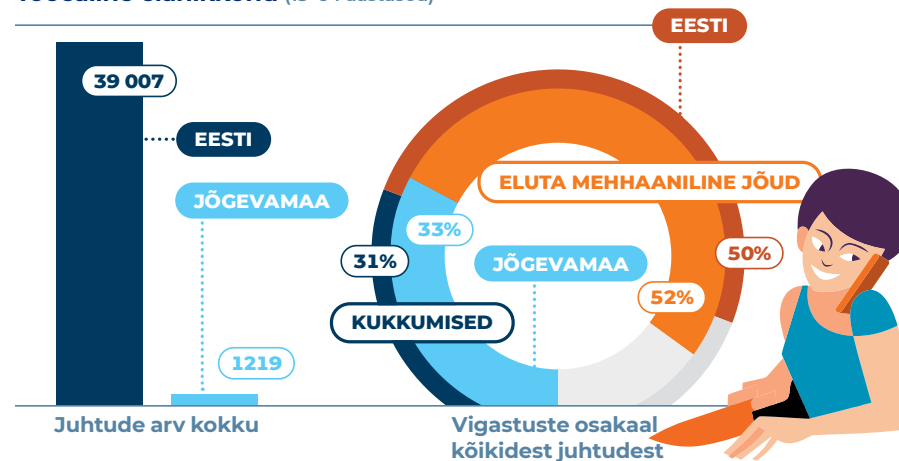 EESTI
39 007
EESTI
JÕGEVAMAA
ELUTA MEHHAANILINE JÕUD
33%
31%
50%
JÕGEVAMAA
52%
KUKKUMISED
1219
Juhtude arv kokku
Vigastuste osakaal
kõikidest juhtudest